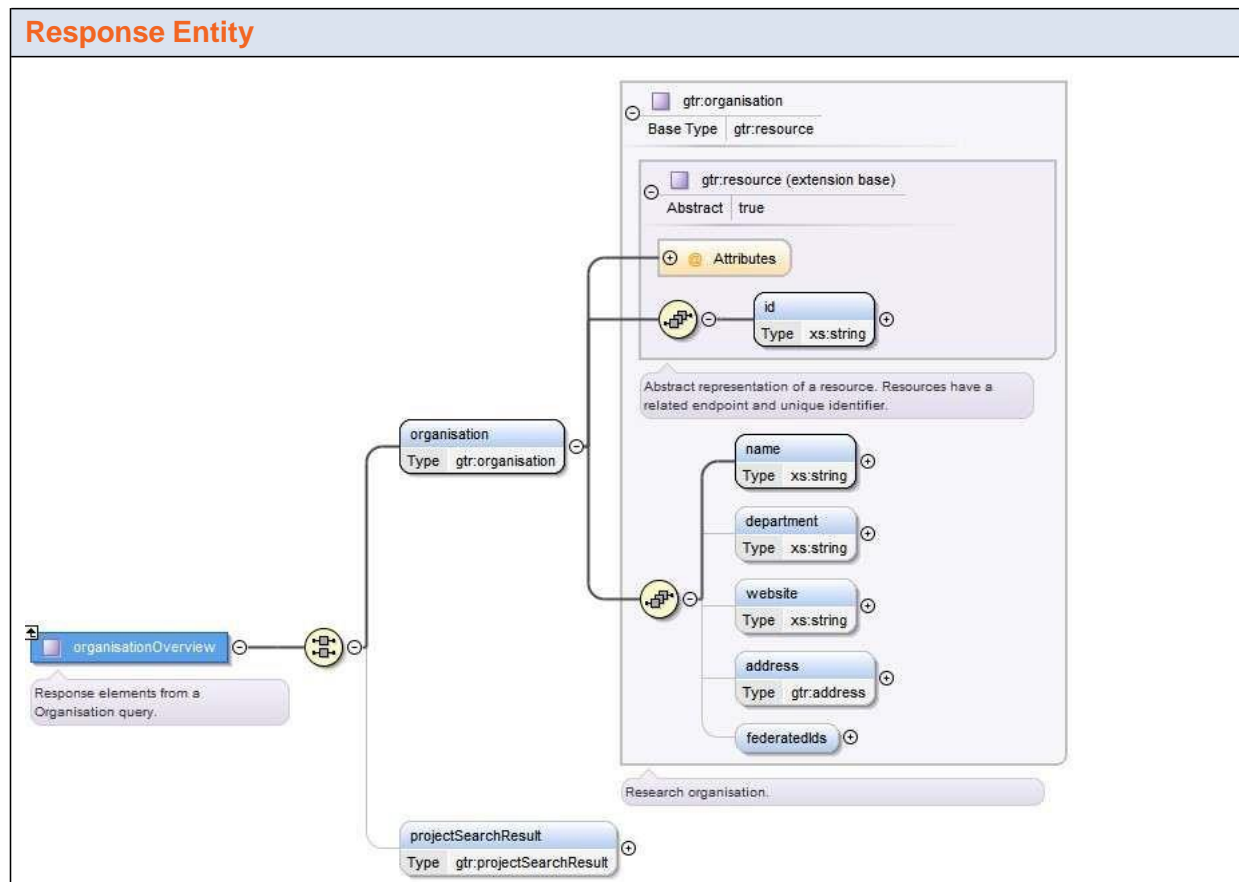 Response Entity
gtr:organisation
Base Type gtr:resource
gtr:resource (extension base)
Abstract true
@ Attributes
id
Type xs:string
Abstract representation of a resource. Resources have a
related endpoint and unique identifier.
organisation
Type gtr:organisation
name
Type xs:string
department
Type xs:string
website
Type xs:string
address
Type gtr:address
federatedIds
organisationOverview
Response elements from a
Organisation query.
Research organisation.
projectSearchResult
Type gtr:projectSearchResult